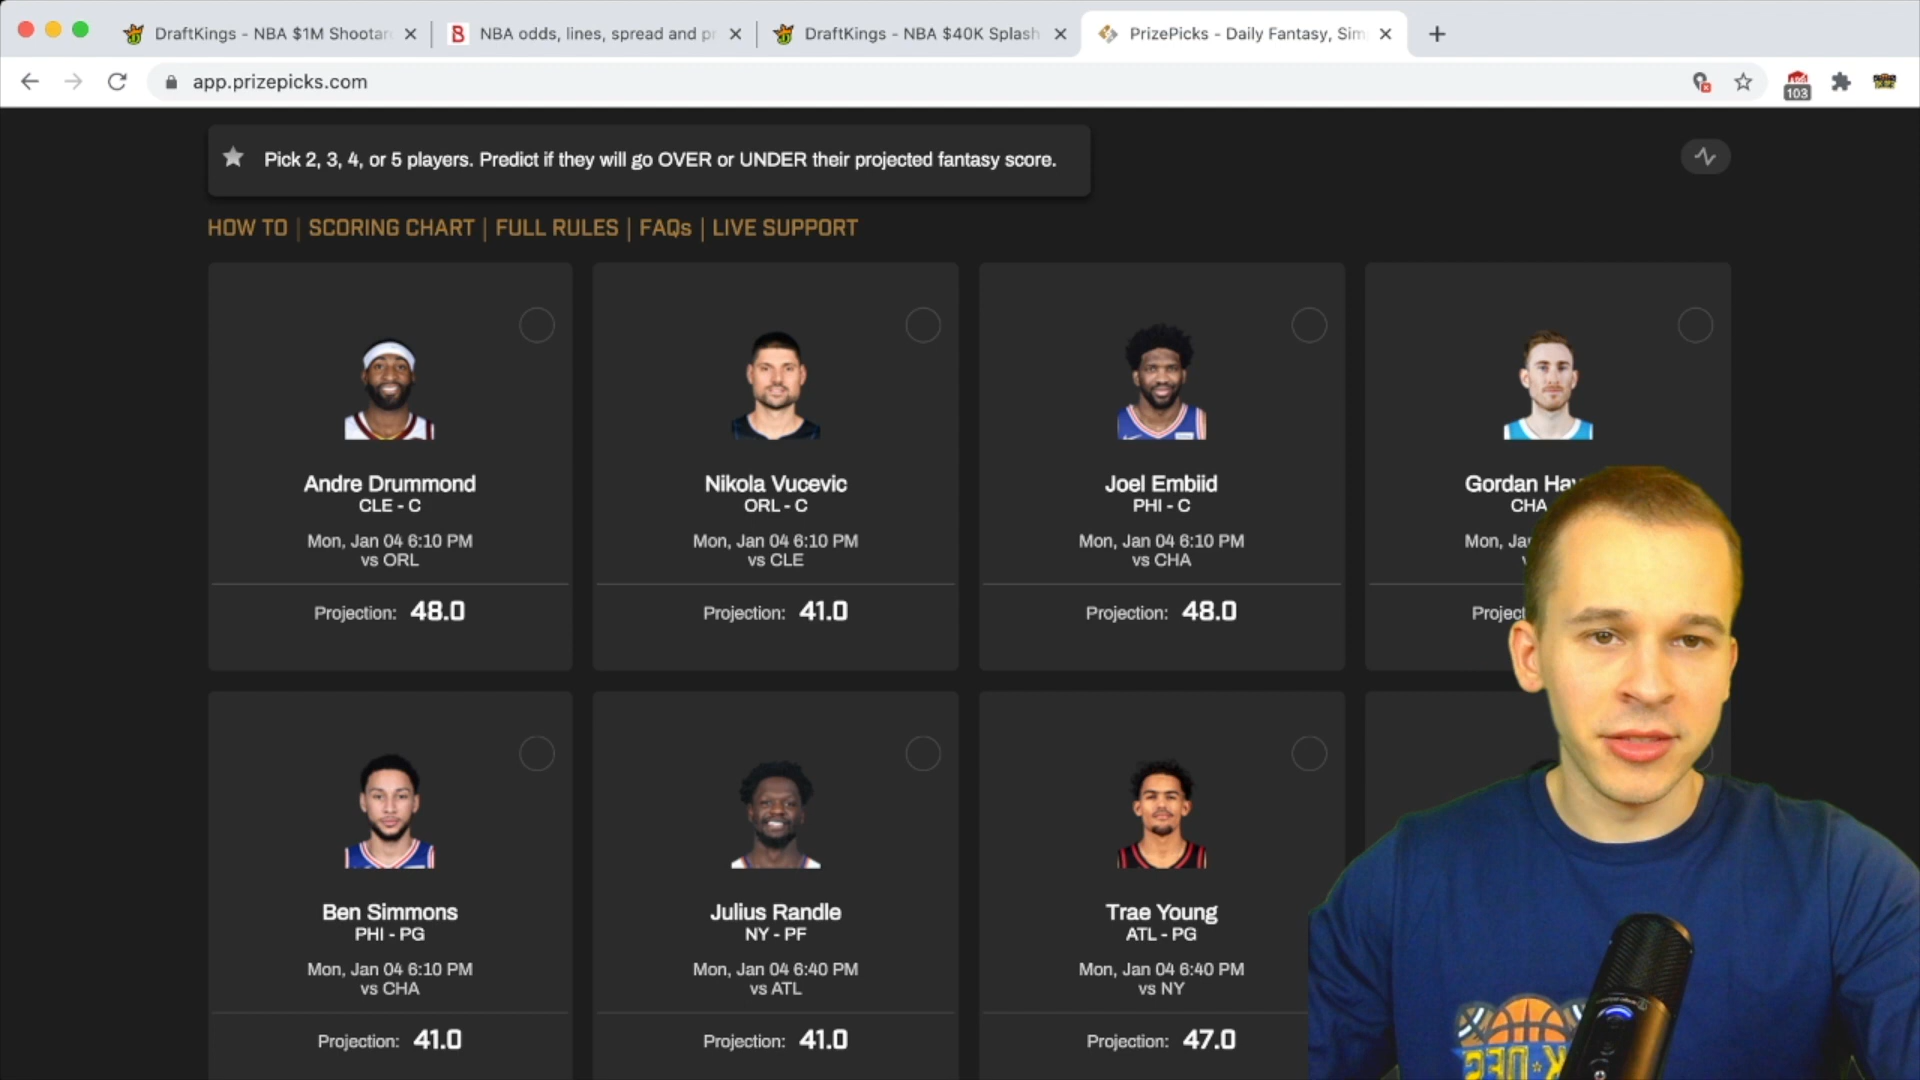 DraftKings - NBA $1M Shootar
NBA odds, lines, spread and pr
DraftKings - NBA $40K Splash
PrizePicks - Daily Fantasy, Sim
app.prizepicks.com
103
Pick 2, 3, 4, or 5 players. Predict if they will go OVER or UNDER their projected fantasy score.
HOW TO | SCORING CHART | FULL RULES | FAQs | LIVE SUPPORT
Andre Drummond
CLE - C
Mon, Jan 04 6:10 PM
vs ORL
Projection: 48.0
Nikola Vucevic
ORL - C
Mon, Jan 04 6:10 PM
vs CLE
Projection: 41.0
Joel Embiid
PHI - C
Mon, Jan 04 6:10 PM
vs CHA
Projection: 48.0
Gordan Hay
CHA
Mon, Ja
Project
Ben Simmons
PHI - PG
Mon, Jan 04 6:10 PM
vs CHA
Projection: 41.0
Julius Randle
NY - PF
Mon, Jan 04 6:40 PM
vs ATL
Projection: 41.0
Trae Young
ATL - PG
Mon, Jan 04 6:40 PM
vs NY
Projection: 47.0